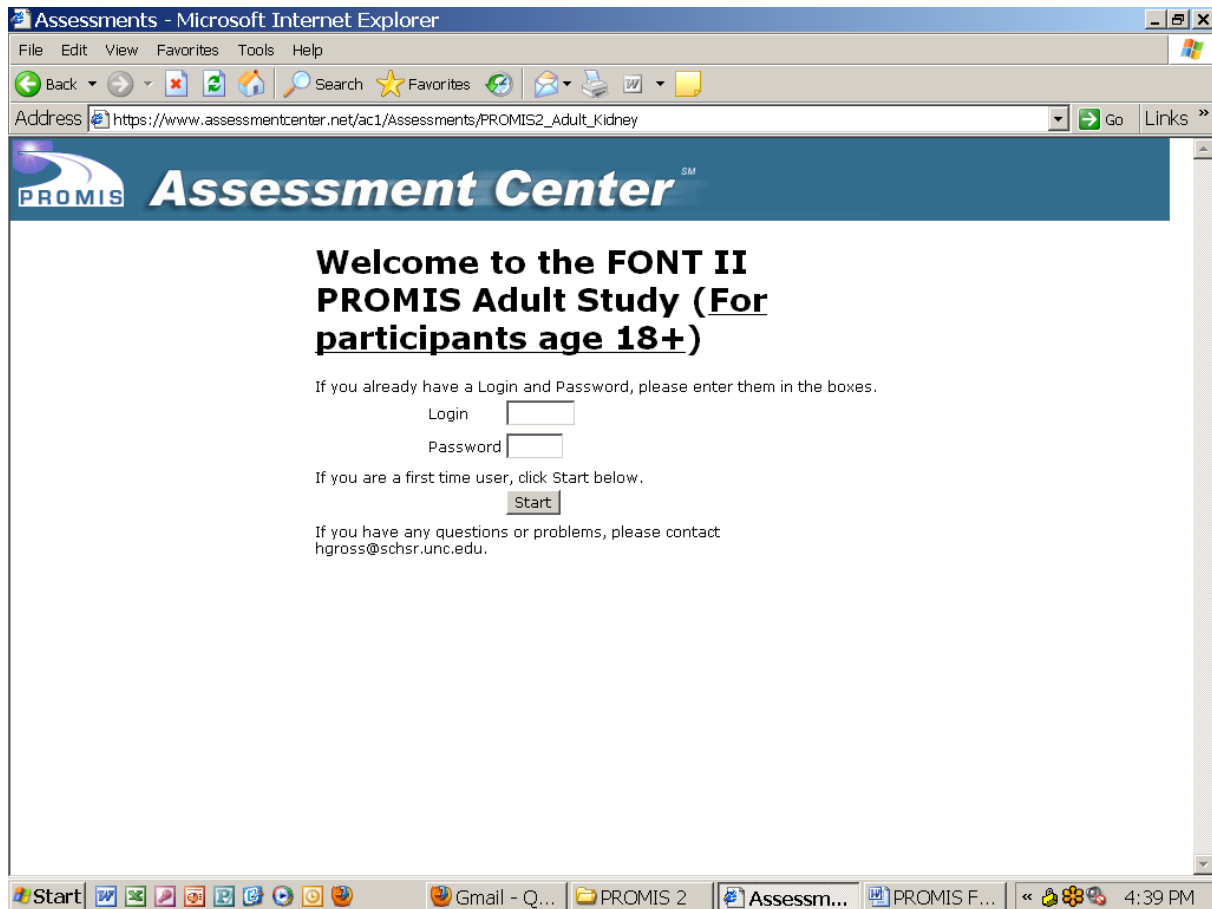 Assessments - Microsoft Internet Explorer
File Edit View Favorites Tools Help
Back Search Favorites
Address https://www.assessmentcenter.net/ac1/Assessments/PROMIS2_Adult_Kidney Go Links »
PROMIS Assessment Center SM
Welcome to the FONT II
PROMIS Adult Study (For
participants age 18+)
If you already have a Login and Password, please enter them in the boxes.
Login
Password
If you are a first time user, click Start below.
Start
If you have any questions or problems, please contact
hgross@schsr.unc.edu.
Start Gmail - Q... PROMIS 2 Assessm... PROMIS F... « 4:39 PM